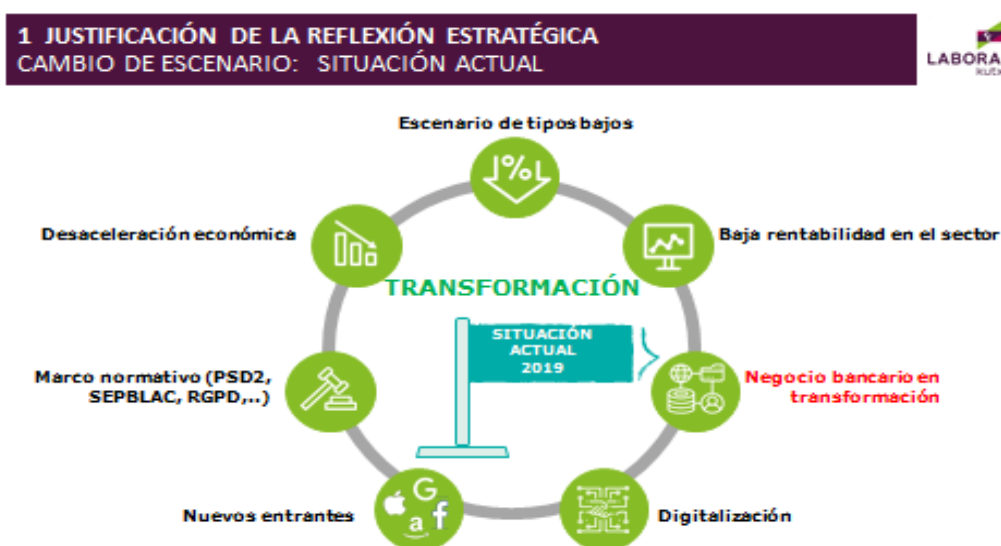 1 JUSTIFICACIÓN DE LA REFLEXIÓN ESTRATÉGICA
CAMBIO DE ESCENARIO: SITUACIÓN ACTUAL
LABORA
Escenario de tipos bajos
%
Desaceleración económica
Baja rentabilidad en el sector
TRANSFORMACIÓN
SITUACIÓN
ACTUAL
2019
Marco normativo (PSD2,
SEPBLAC, RGPD,..)
Negocio bancario en
transformación
G
a f
Nuevos entrantes
Digitalización